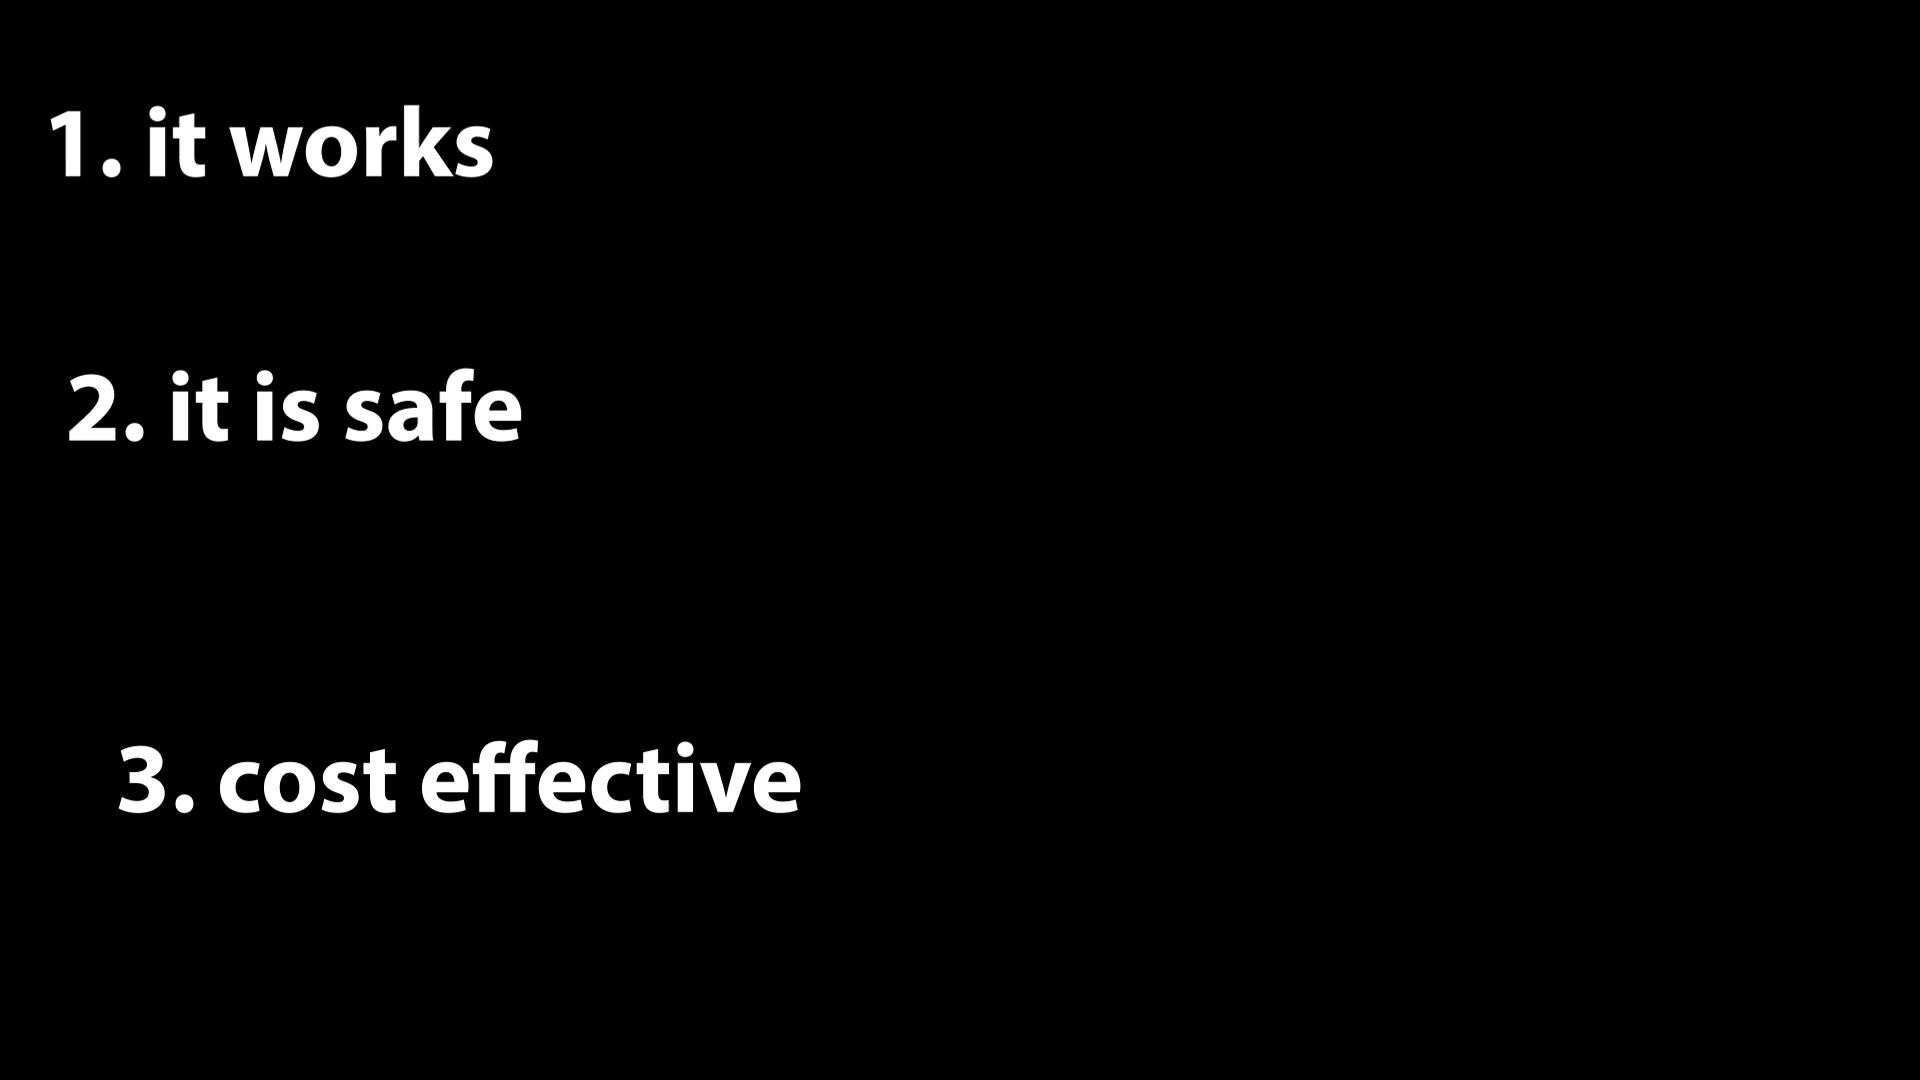 1. it works
2. it is safe
3. cost effective